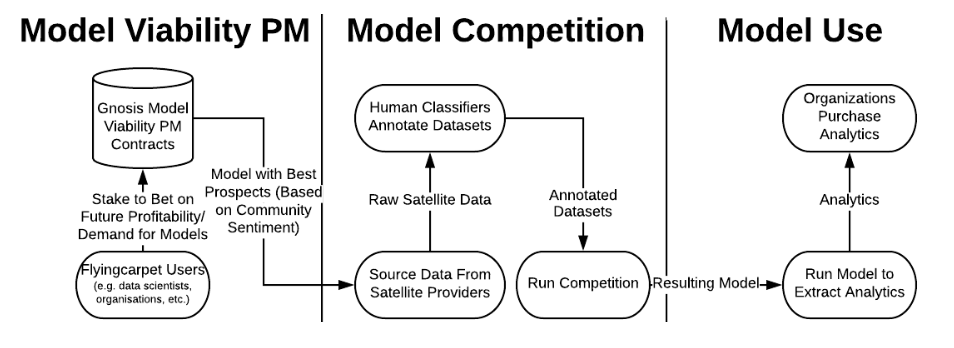 Model Viability PM
Model Competition
Model Use
Gnosis Model
Viability PM
Contracts
Stake to Bet on
Future Profitability/
Demand for Models
Flyingcarpet Users
(e.g. data scientists,
organisations, etc.)
Model with Best
Prospects (Based
on Community
Sentiment)
Human Classifiers
Annotate Datasets
Raw Satellite Data
Source Data From
Satellite Providers
Annotated
Datasets
Run Competition
Resulting Model
Organizations
Purchase
Analytics
Analytics
Run Model to
Extract Analytics